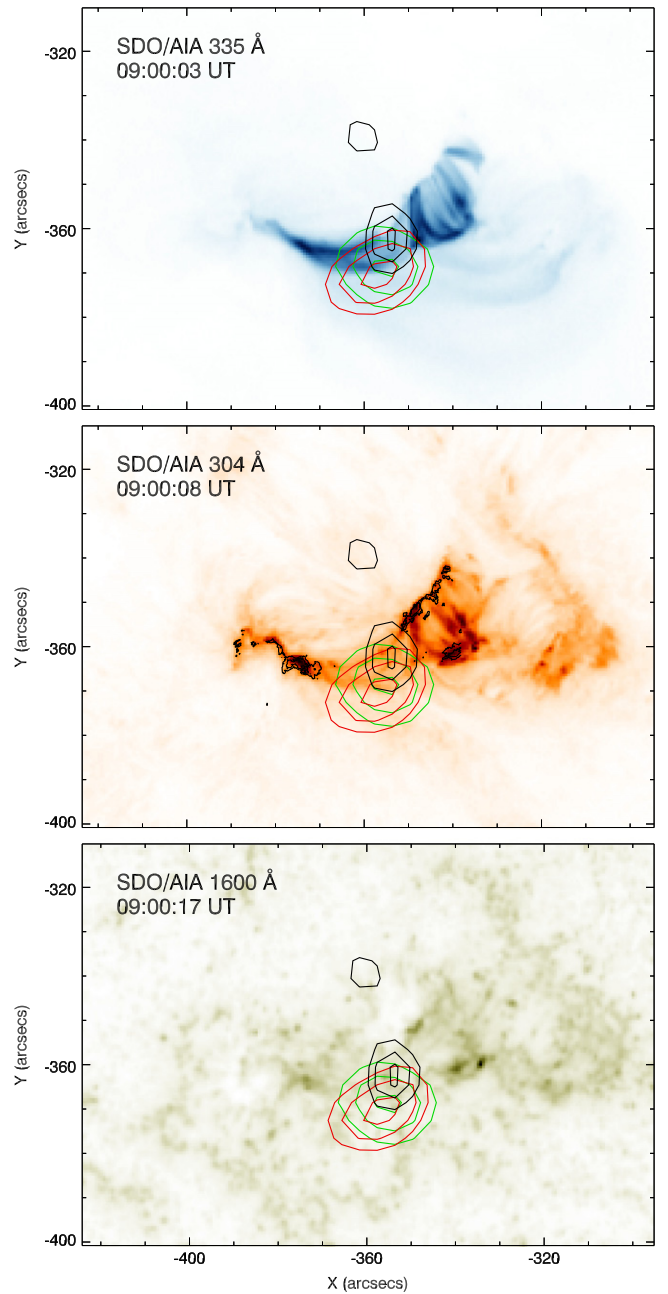 SDO/AIA 335 Å
09:00:03 UT
-320
-360
-400
Y (arcsecs)
SDO/AIA 304 Å
09:00:08 UT
-320
-360
-400
Y (arcsecs)
SDO/AIA 1600 Å
09:00:17 UT
-320
-360
-400
Y (arcsecs)
-400 -360 -320
X (arcsecs)